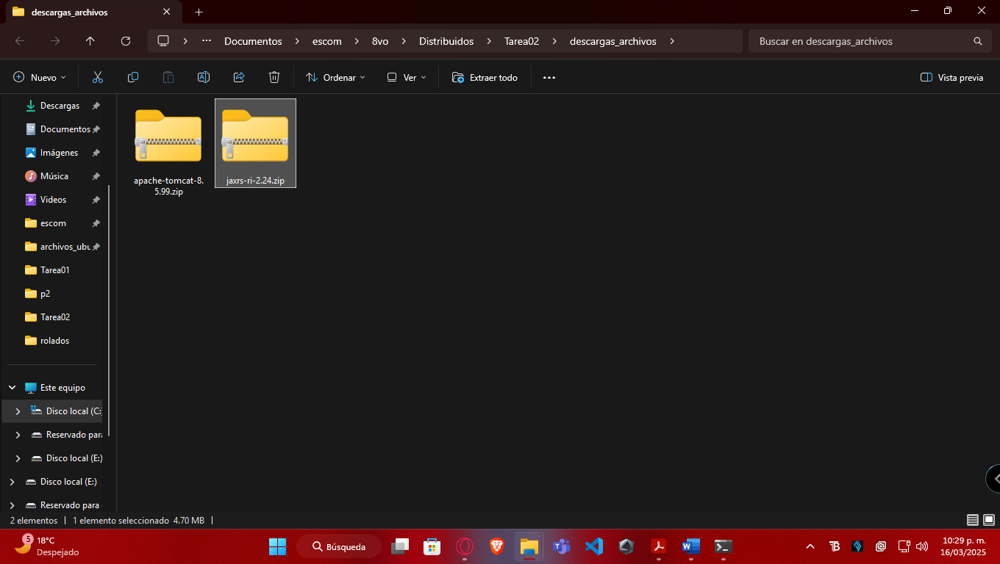 descargas_archivos
Documentos escom 8vo Distribuidos Tarea02 descargas_archivos
Buscar en descargas_archivos
Nuevo
Ordenar
Ver
Extraer todo
Vista previa
Descargas
Documentos
Imágenes
Música
Videos
escom
archivos_ubu
Tarea01
p2
Tarea02
rolados
Este equipo
Disco local (C:
Reservado para
Disco local (E:)
Disco local (E:)
Reservado para
apache-tomcat-8.
5.99.zip
jaxrs-ri-2.24.zip
2 elementos
1 elemento seleccionado 4.70 MB
5
18°C
Despejado
Búsqueda
10:29 p. m.
16/03/2025